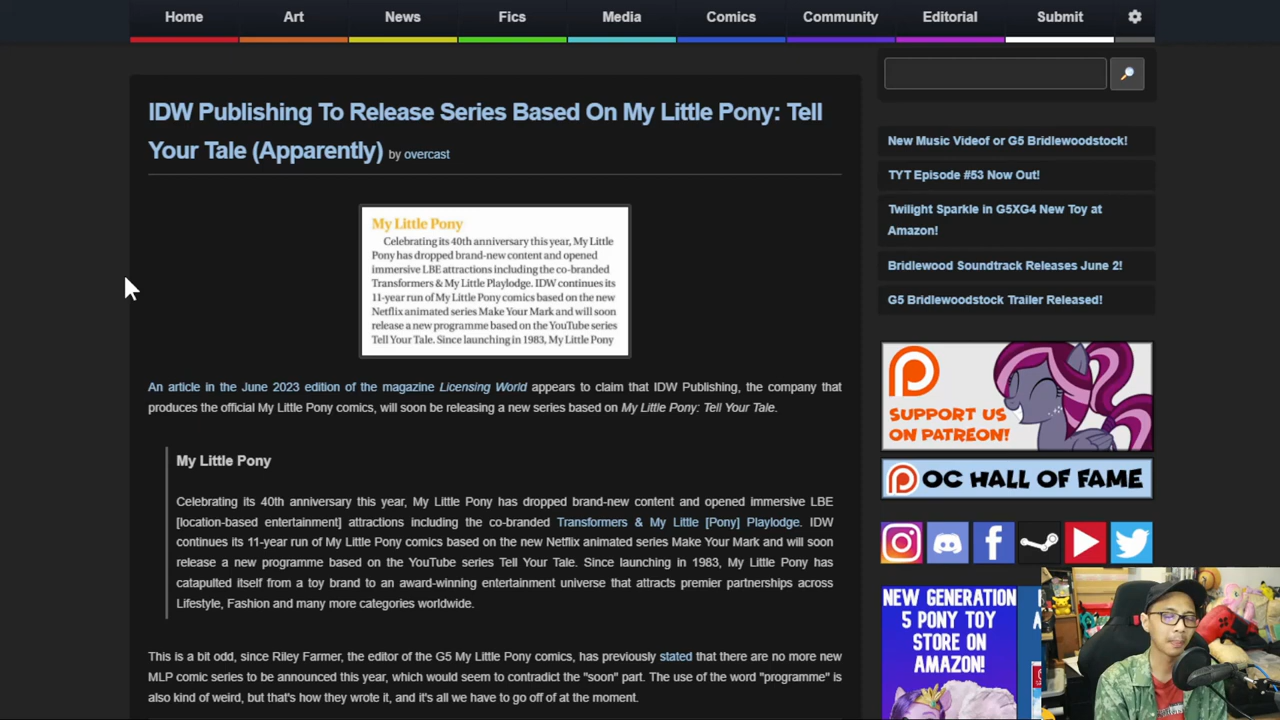 Home Art News Fics Media Comics Community Editorial Submit
IDW Publishing To Release Series Based On My Little Pony: Tell
Your Tale (Apparently) by overcast
My Little Pony
Celebrating its 40th anniversary this year, My Little
Pony has dropped brand-new content and opened
immersive LBE attractions including the co-branded
Transformers & My Little Playlodge. IDW continues its
11-year run of My Little Pony comics based on the new
Netflix animated series Make Your Mark and will soon
release a new programme based on the YouTube series
Tell Your Tale. Since launching in 1983, My Little Pony
An article in the June 2023 edition of the magazine Licensing World appears to claim that IDW Publishing, the company that
produces the official My Little Pony comics, will soon be releasing a new series based on My Little Pony: Tell Your Tale.
My Little Pony
Celebrating its 40th anniversary this year, My Little Pony has dropped brand-new content and opened immersive LBE
[location-based entertainment] attractions including the co-branded Transformers & My Little [Pony] Playlodge. IDW
continues its 11-year run of My Little Pony comics based on the new Netflix animated series Make Your Mark and will soon
release a new programme based on the YouTube series Tell Your Tale. Since launching in 1983, My Little Pony has
catapulted itself from a toy brand to an award-winning entertainment universe that attracts premier partnerships across
Lifestyle, Fashion and many more categories worldwide.
This is a bit odd, since Riley Farmer, the editor of the G5 My Little Pony comics, has previously stated that there are no more new
MLP comic series to be announced this year, which would seem to contradict the "soon" part. The use of the word "programme" is
also kind of weird, but that's how they wrote it, and it's all we have to go off of at the moment.
New Music Videof or G5 Bridlewoodstock!
TYT Episode #53 Now Out!
Twilight Sparkle in G5XG4 New Toy at
Amazon!
Bridlewood Soundtrack Releases June 2!
G5 Bridlewoodstock Trailer Released!
SUPPORT US
ON PATREON!
OC HALL OF FAME
NEW GENERATION
5 PONY TOY
STORE ON
AMAZON!